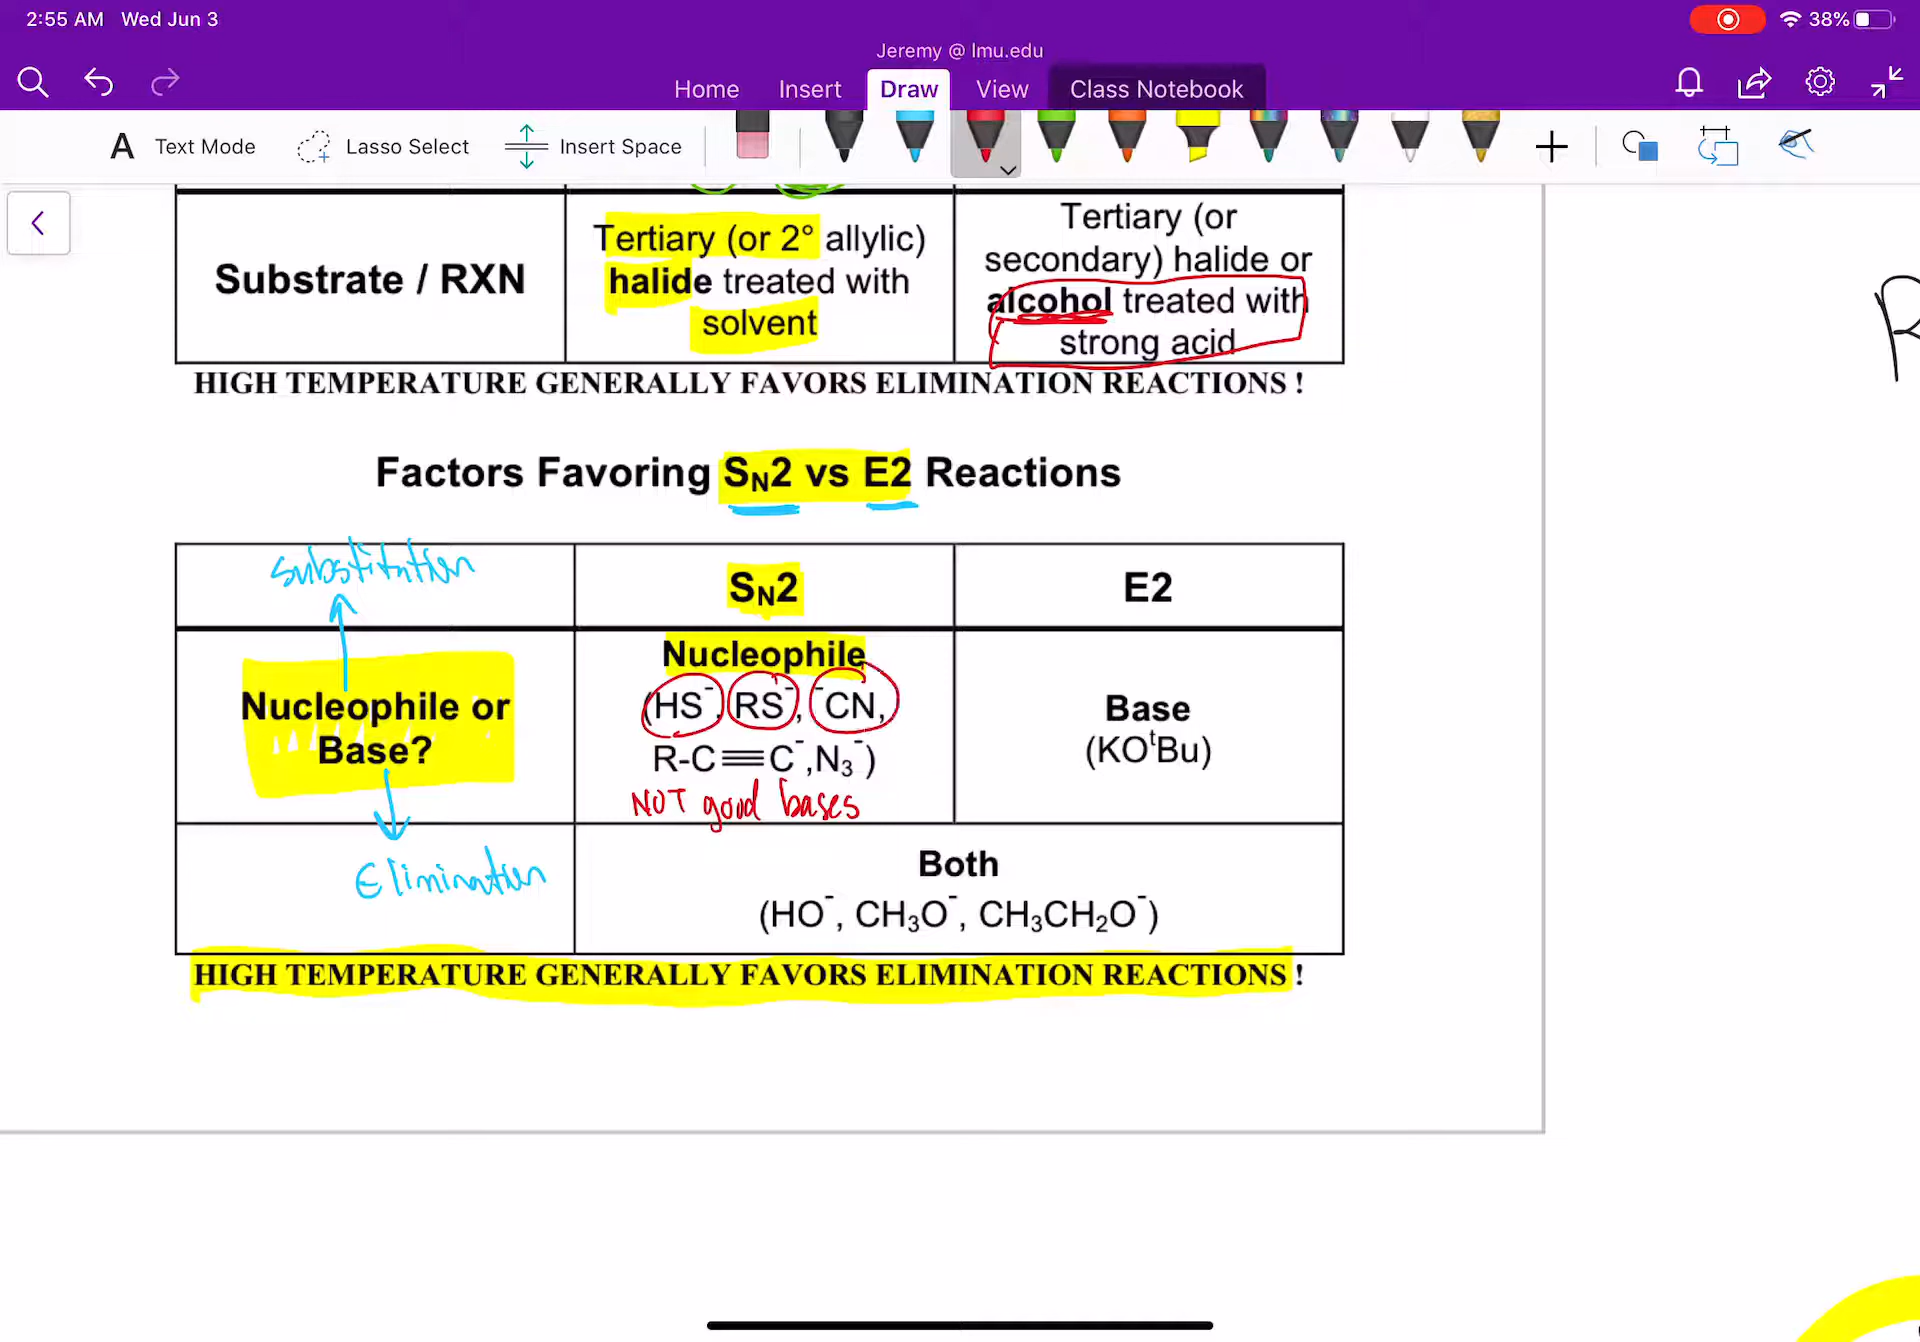 2:55 AM Wed Jun 3
38%
Jeremy @ lmu.edu
Home Insert Draw View Class Notebook
A Text Mode Lasso Select Insert Space
Substrate / RXN
Tertiary (or 2° allylic)
halide treated with
solvent
Tertiary (or
secondary) halide or
alcohol treated with
strong acid
HIGH TEMPERATURE GENERALLY FAVORS ELIMINATION REACTIONS !
R
Factors Favoring SN2 vs E2 Reactions
substitution
SN2
E2
Nucleophile or
Base?
Nucleophile
(HS⁻, RS⁻, ⁻CN,
R-C≡C⁻,N₃⁻)
NOT good bases
Base
(KOᵗBu)
Elimination
Both
(HO⁻, CH₃O⁻, CH₃CH₂O⁻)
HIGH TEMPERATURE GENERALLY FAVORS ELIMINATION REACTIONS !